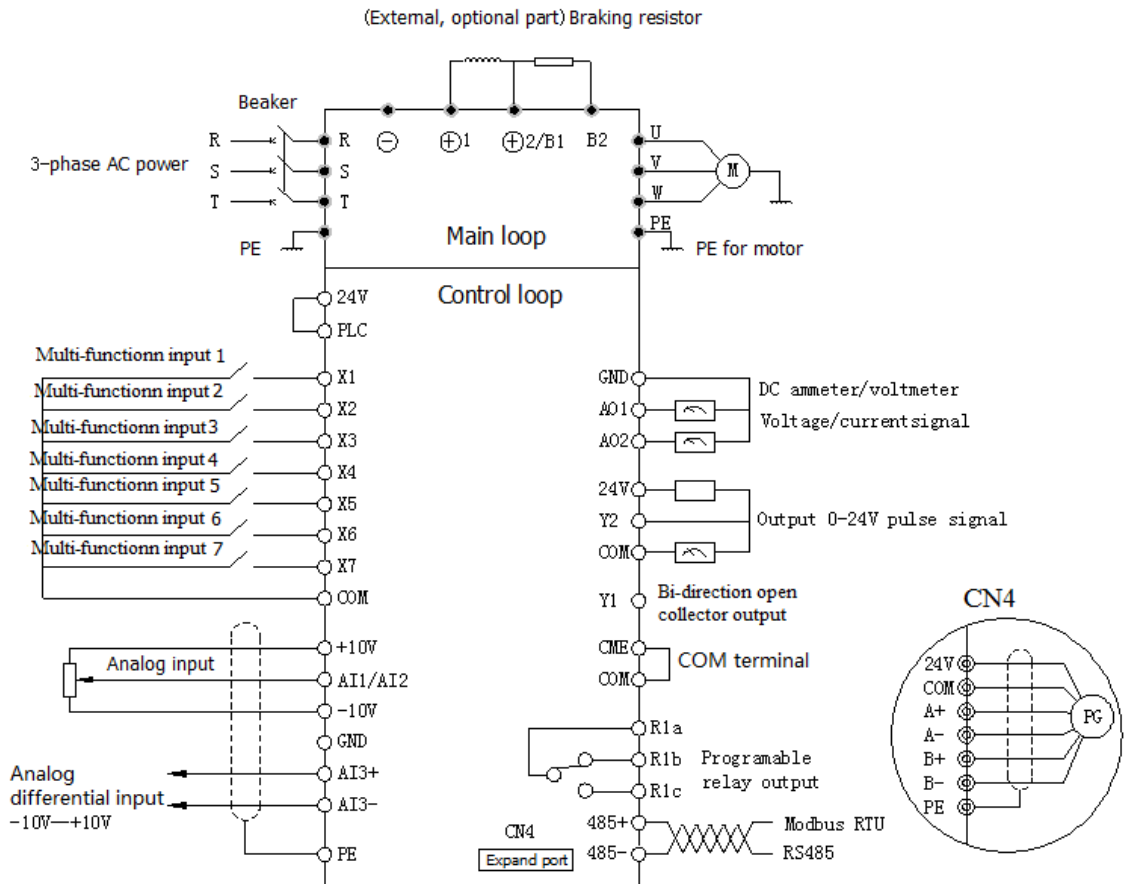 (External, optional part) Braking resistor
Beaker
R
S
T
3-phase AC power
R
S
T
⊖
⊕1
⊕2/B1
B2
U
V
W
M
PE
PE
Main loop
PE for motor
Control loop
24V
PLC
Multi-functionn input 1
X1
Multi-functionn input 2
X2
Multi-functionn input 3
X3
Multi-functionn input 4
X4
Multi-functionn input 5
X5
Multi-functionn input 6
X6
Multi-functionn input 7
X7
COM
+10V
Analog input
AI1/AI2
-10V
GND
AI3+
Analog
differential input
-10V—+10V
AI3-
PE
GND
DC ammeter/voltmeter
AO1
Voltage/currentsignal
AO2
24V
Y2
Output 0-24V pulse signal
COM
Y1
Bi-direction open
collector output
CME
COM terminal
COM
R1a
R1b
Programable
relay output
R1c
CN4
Expand port
485+
Modbus RTU
485-
RS485
CN4
24V
COM
A+
A-
B+
B-
PE
PG